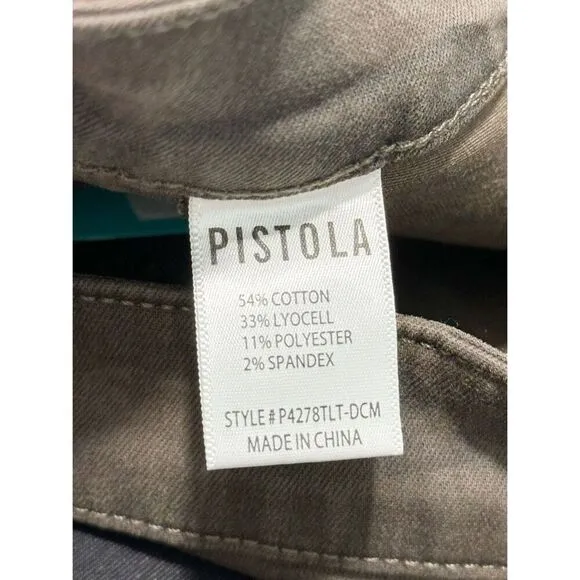 PISTOLA
54% COTTON
33% LYOCELL
11% POLYESTER
2% SPANDEX
STYLE # P4278TLT-DCM
MADE IN CHINA